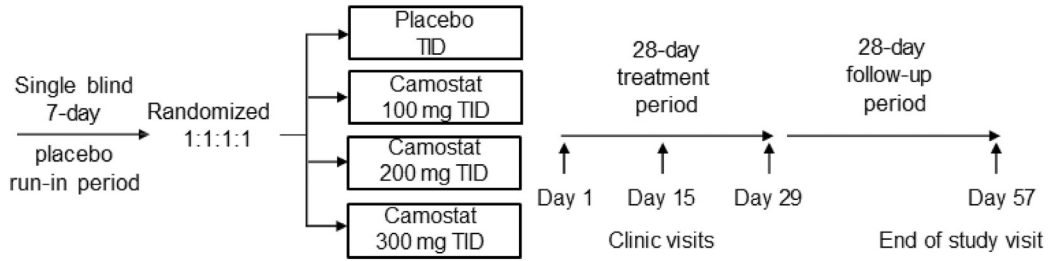 Single blind
7-day
placebo
run-in period
Randomized
1:1:1:1
Placebo
TID
Camostat
100 mg TID
Camostat
200 mg TID
Camostat
300 mg TID
28-day
treatment
period
28-day
follow-up
period
Day 1
Day 15
Day 29
Day 57
Clinic visits
End of study visit